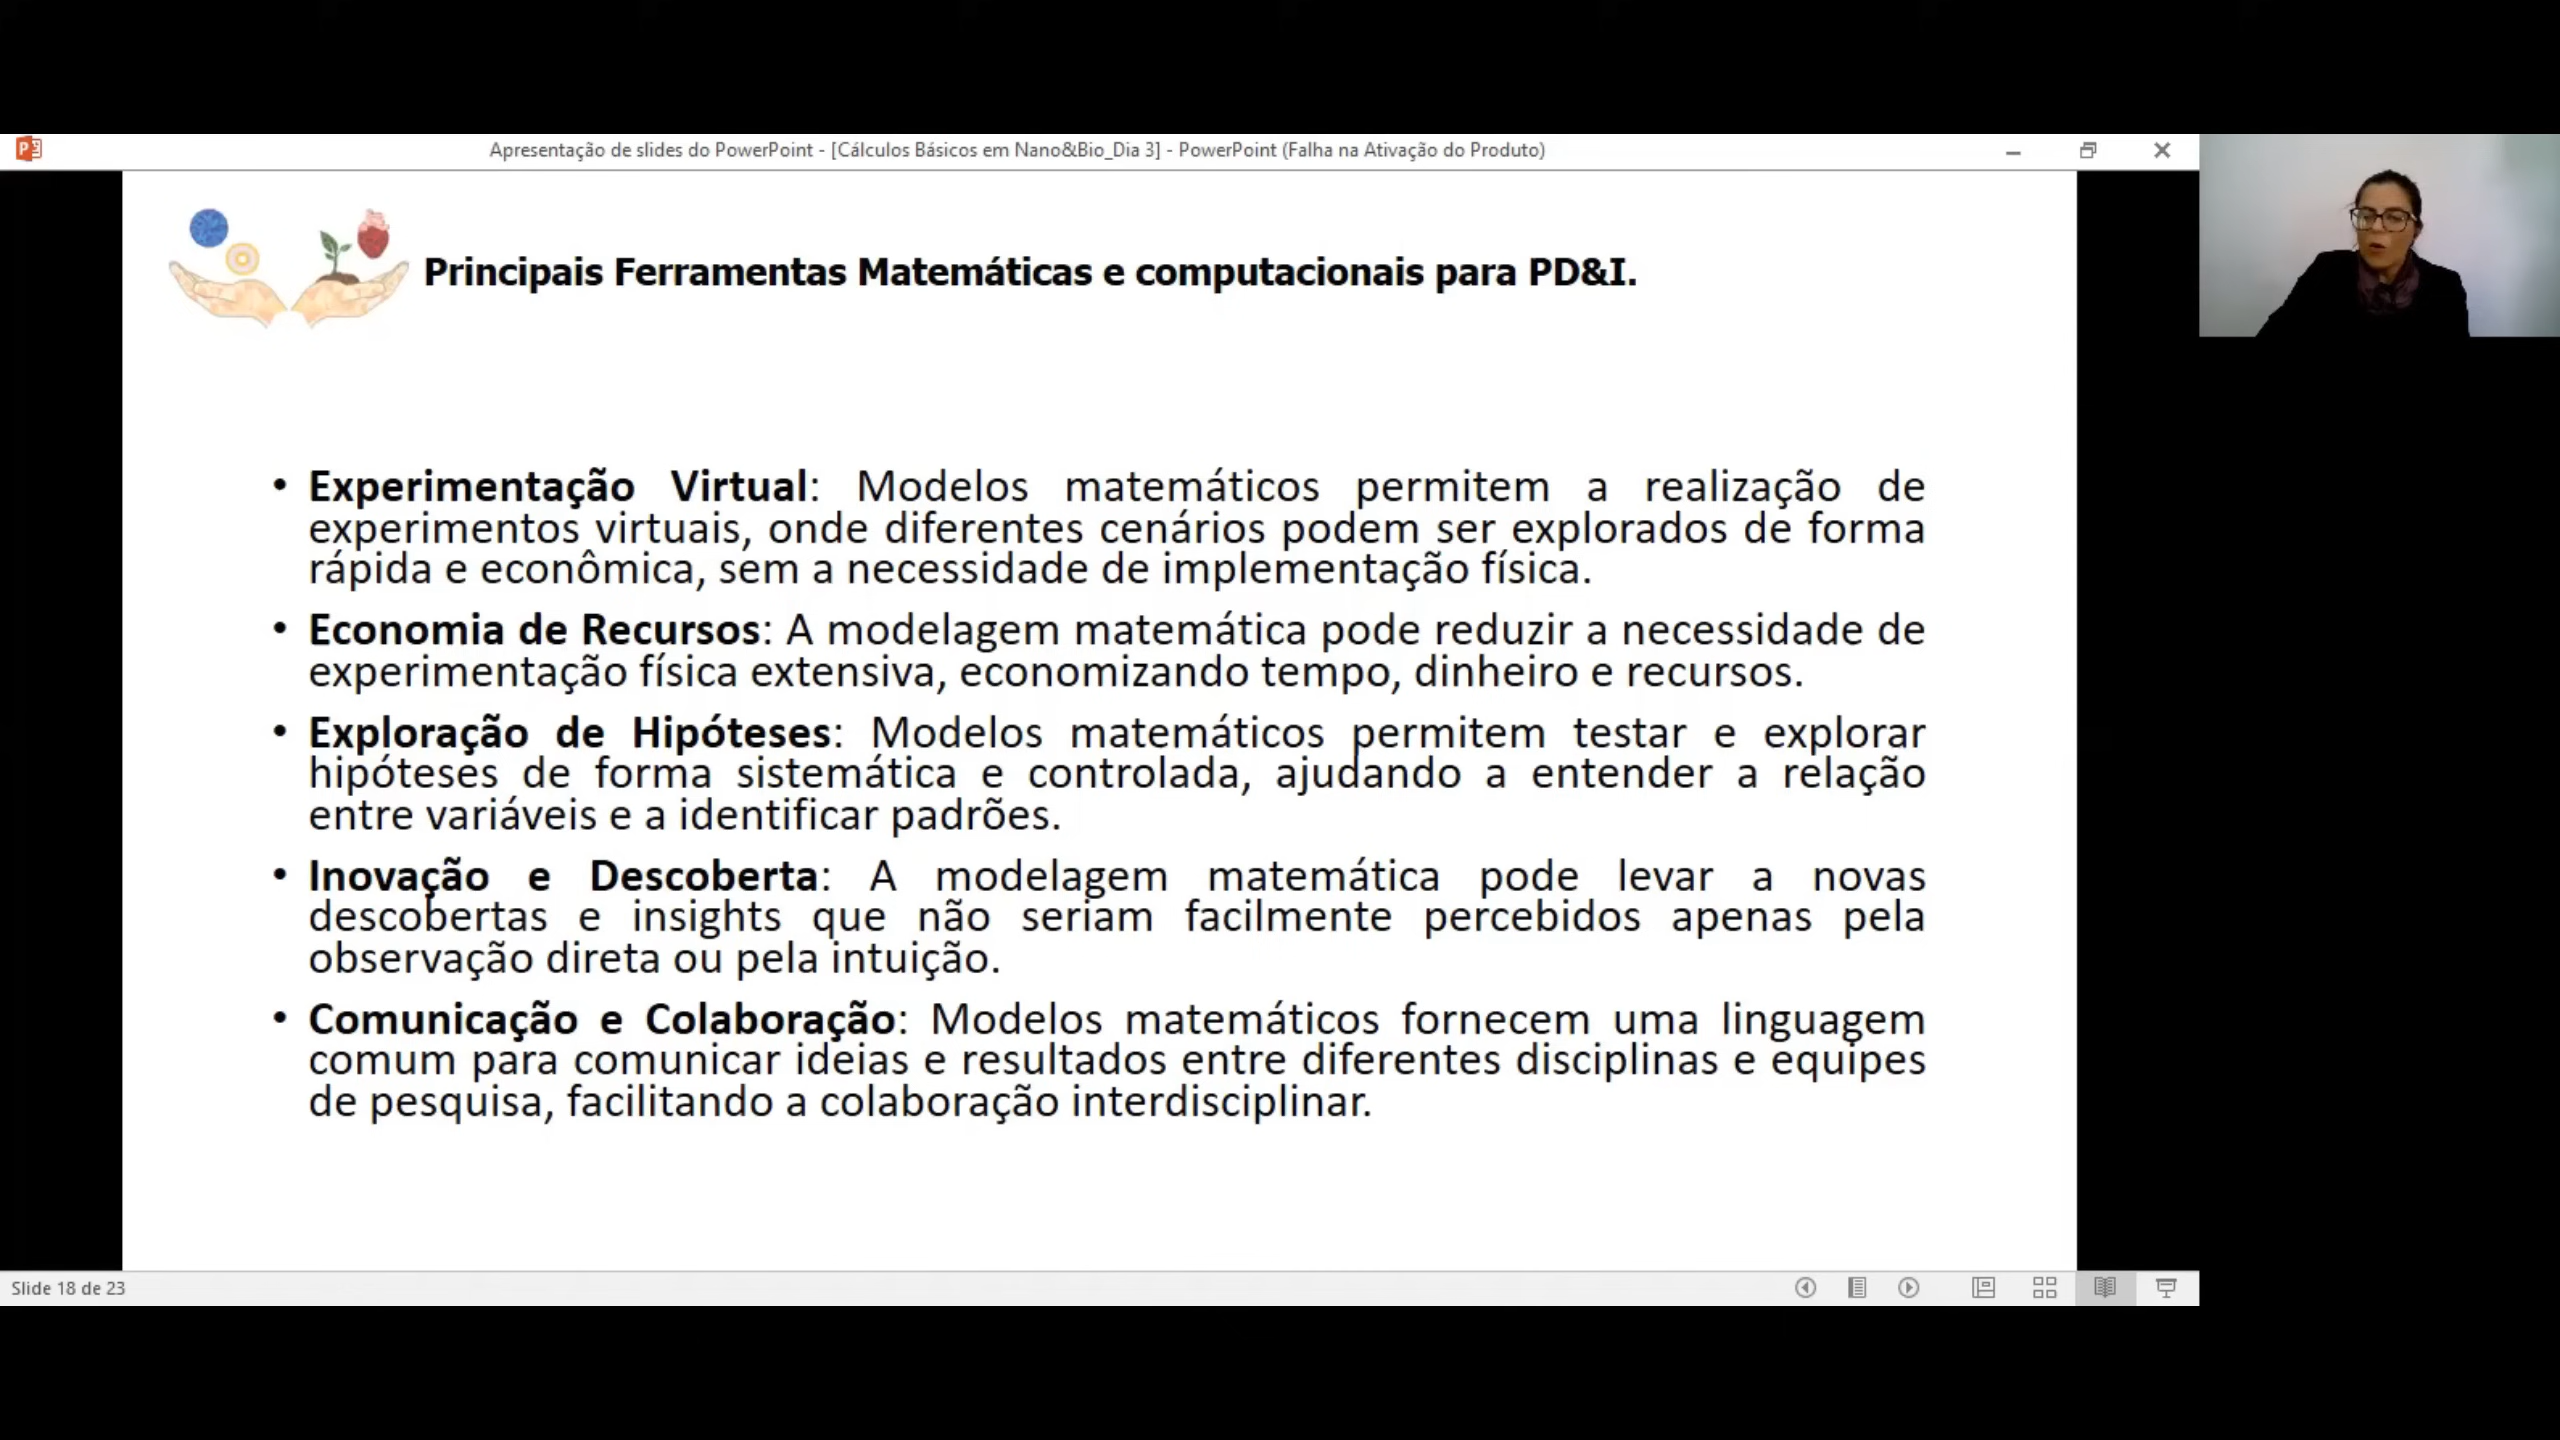 Apresentação de slides do PowerPoint - [Cálculos Básicos em Nano&Bio_Dia 3] - PowerPoint (Falha na Ativação do Produto)
Principais Ferramentas Matemáticas e computacionais para PD&I.
• Experimentação Virtual: Modelos matemáticos permitem a realização de
experimentos virtuais, onde diferentes cenários podem ser explorados de forma
rápida e econômica, sem a necessidade de implementação física.
• Economia de Recursos: A modelagem matemática pode reduzir a necessidade de
experimentação física extensiva, economizando tempo, dinheiro e recursos.
• Exploração de Hipóteses: Modelos matemáticos permitem testar e explorar
hipóteses de forma sistemática e controlada, ajudando a entender a relação
entre variáveis e a identificar padrões.
• Inovação e Descoberta: A modelagem matemática pode levar a novas
descobertas e insights que não seriam facilmente percebidos apenas pela
observação direta ou pela intuição.
• Comunicação e Colaboração: Modelos matemáticos fornecem uma linguagem
comum para comunicar ideias e resultados entre diferentes disciplinas e equipes
de pesquisa, facilitando a colaboração interdisciplinar.
Slide 18 de 23